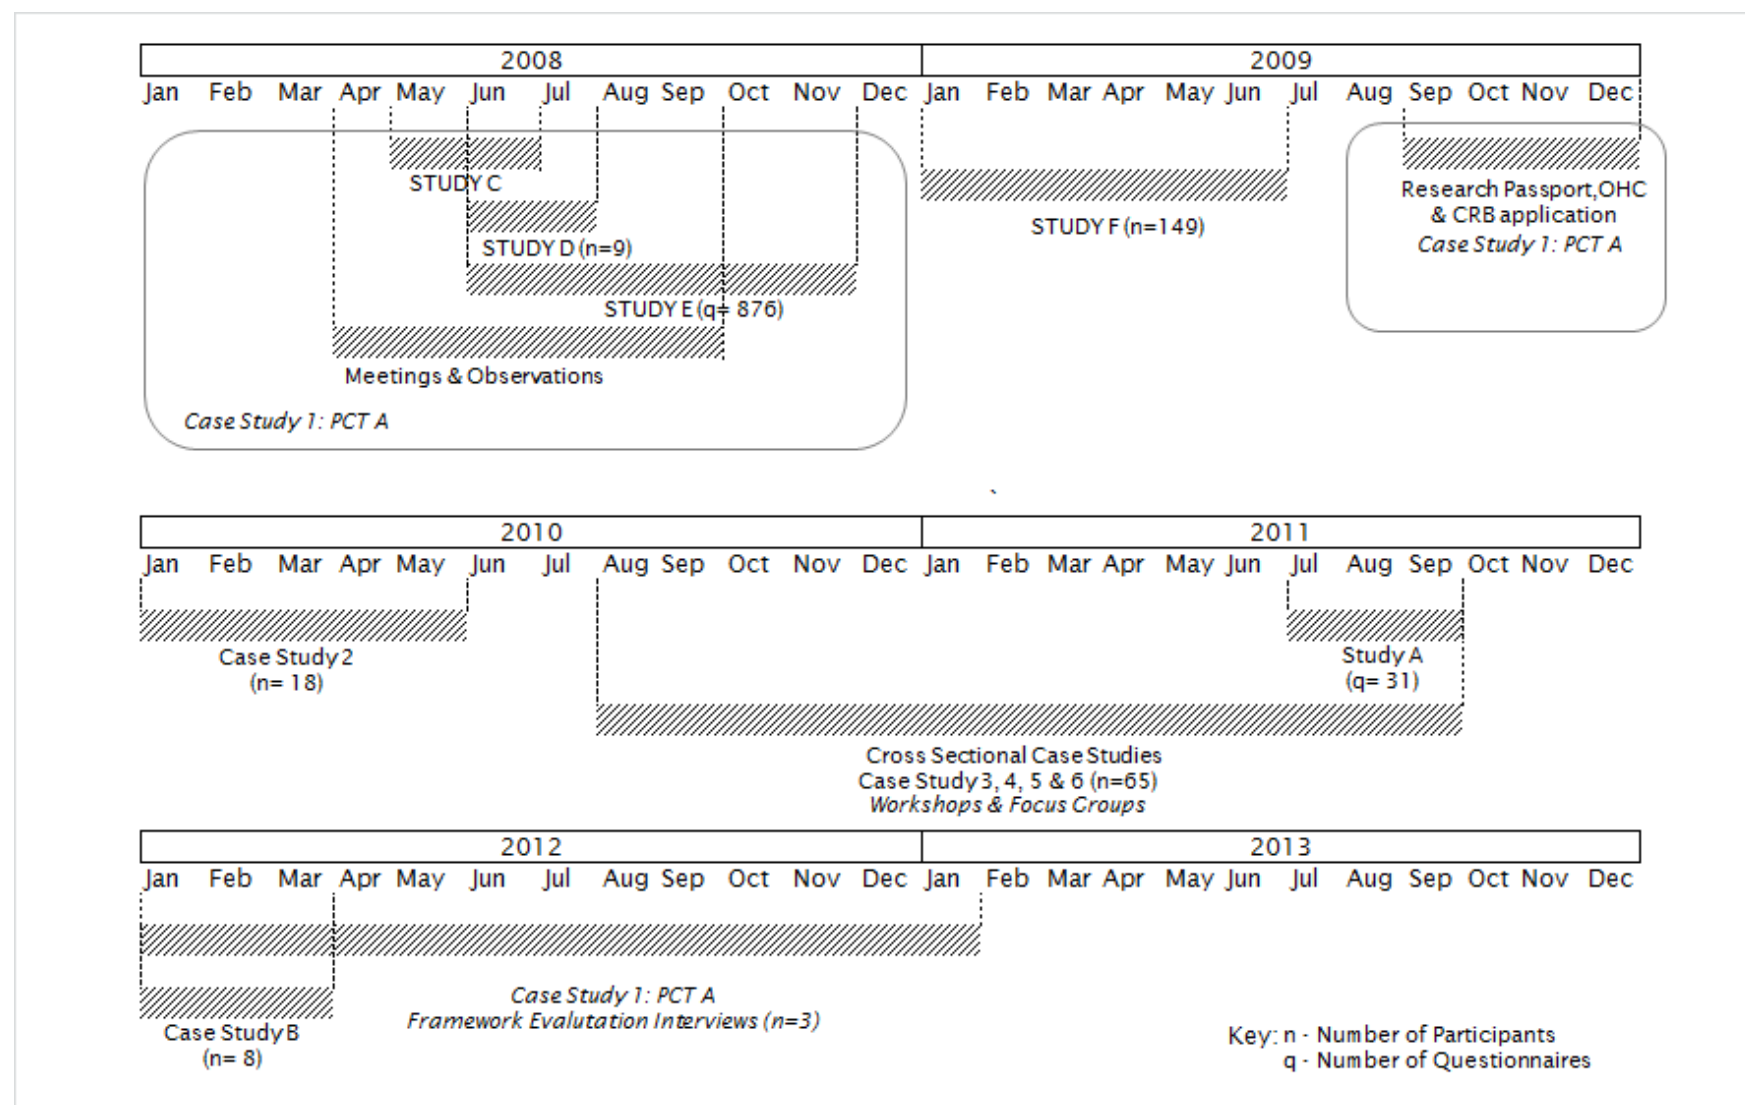 2008 2009
Jan Feb Mar Apr May Jun Jul Aug Sep Oct Nov Dec Jan Feb Mar Apr May Jun Jul Aug Sep Oct Nov Dec
STUDY C
STUDY D (n=9)
STUDY E (q= 876)
Meetings & Observations
Case Study 1: PCT A
STUDY F (n=149)
Research Passport,OHC
& CRB application
Case Study 1: PCT A
2010 2011
Jan Feb Mar Apr May Jun Jul Aug Sep Oct Nov Dec Jan Feb Mar Apr May Jun Jul Aug Sep Oct Nov Dec
Case Study 2
(n= 18)
Study A
(q= 31)
Cross Sectional Case Studies
Case Study 3, 4, 5 & 6 (n=65)
Workshops & Focus Groups
2012 2013
Jan Feb Mar Apr May Jun Jul Aug Sep Oct Nov Dec Jan Feb Mar Apr May Jun Jul Aug Sep Oct Nov Dec
Case Study 1: PCT A
Framework Evalutation Interviews (n=3)
Case Study B
(n= 8)
Key: n - Number of Participants
q - Number of Questionnaires